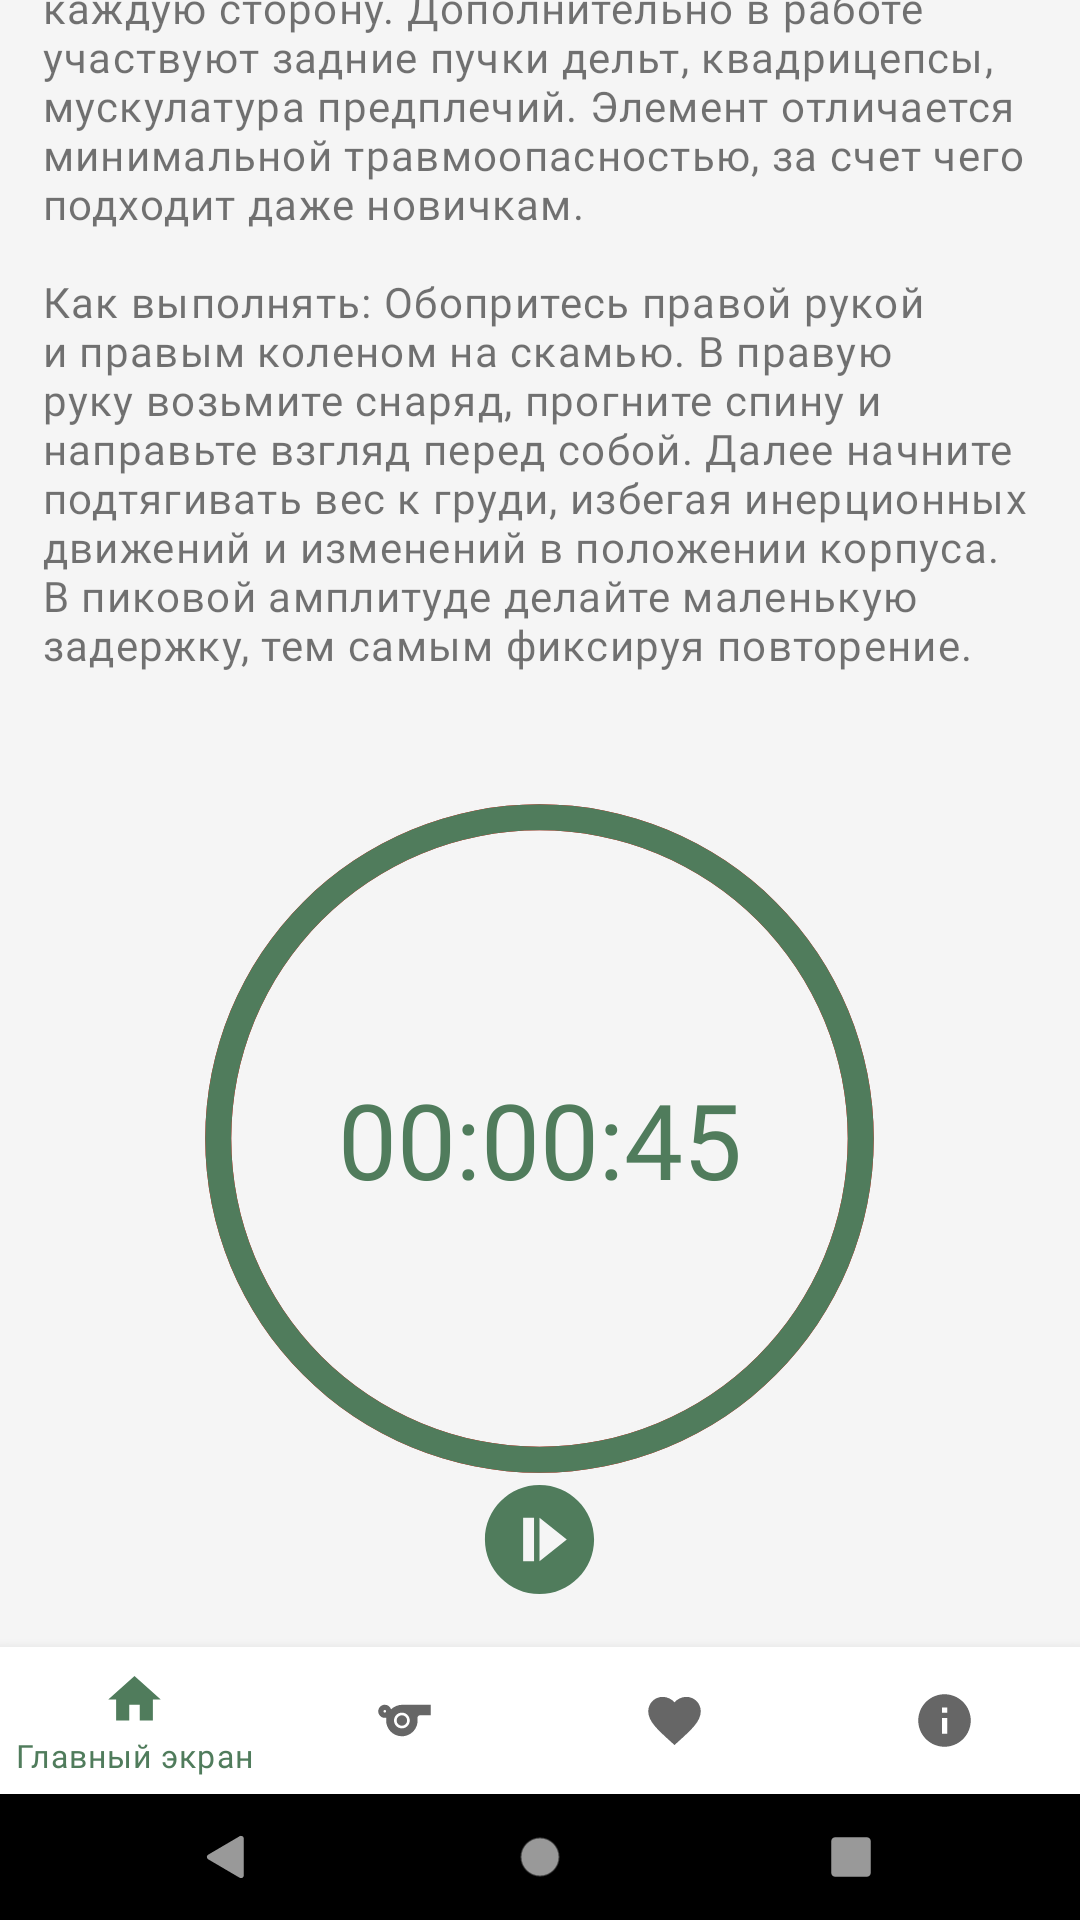 каждую сторону. Дополнительно в работе
участвуют задние пучки дельт, квадрицепсы,
мускулатура предплечий. Элемент отличается
минимальной травмоопасностью, за счет чего
подходит даже новичкам.
Как выполнять: Обопритесь правой рукой
и правым коленом на скамью. В правую
руку возьмите снаряд, прогните спину и
направьте взгляд перед собой. Далее начните
подтягивать вес к груди, избегая инерционных
движений и изменений в положении корпуса.
В пиковой амплитуде делайте маленькую
задержку, тем самым фиксируя повторение.
00:00:45
Главный экран